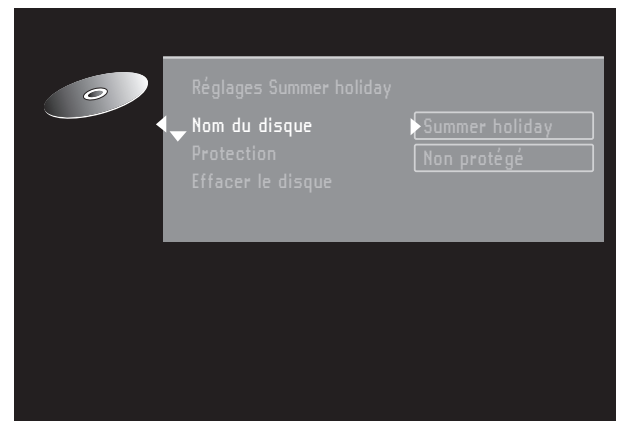 Réglages Summer holiday
Nom du disque Summer holiday
Protection Non protégé
Effacer le disque